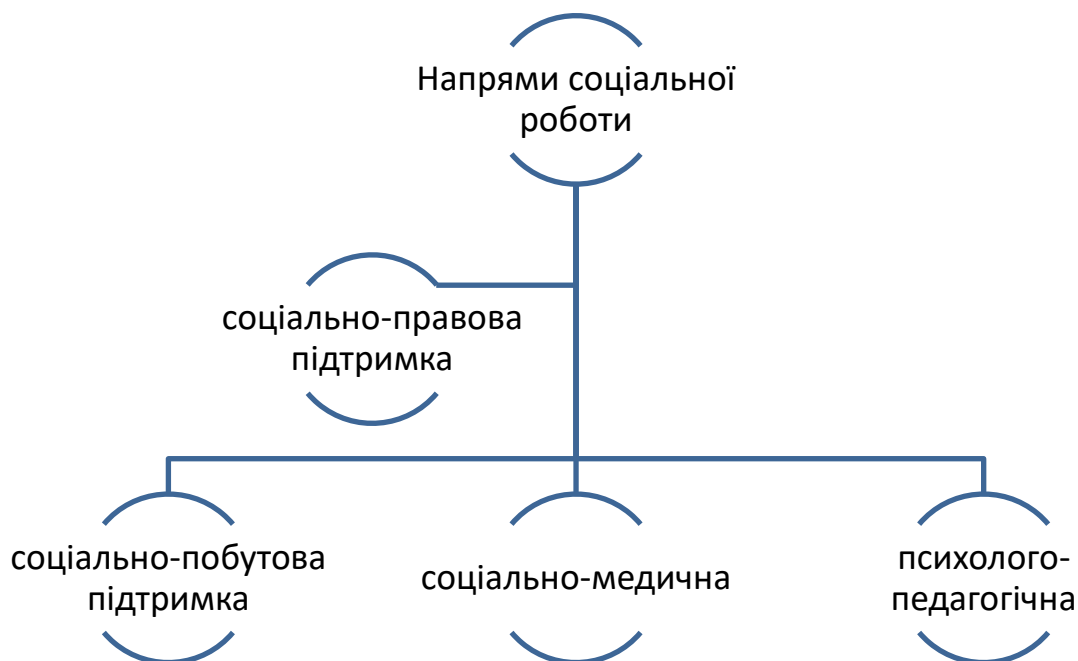 Напрями соціальної
роботи
соціально-правова
підтримка
соціально-побутова
підтримка
соціально-медична
психолого-
педагогічна